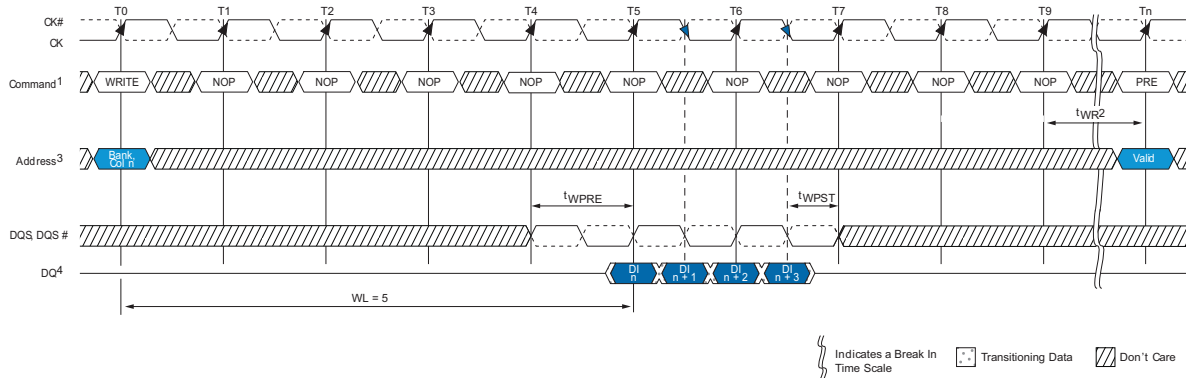 T0 T1 T2 T3 T4 T5 T6 T7 T8 T9 Tn
CK#
CK
Command1 WRITE NOP NOP NOP NOP NOP NOP NOP NOP NOP PRE
tWR2
Address3 Bank, Col n Valid
tWPRE tWPST
DQS, DQS #
DQ4 DI n DI n + 1 DI n + 2 DI n + 3
WL = 5
Indicates a Break In
Time Scale
Transitioning Data
Don't Care